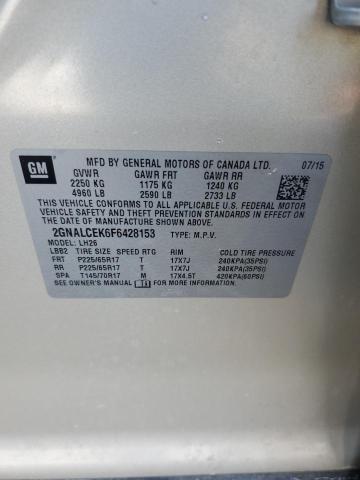 GM
MFD BY GENERAL MOTORS OF CANADA LTD. 07/15
GVWR GAWR FRT GAWR RR
2250 KG 1175 KG 1240 KG
4960 LB 2590 LB 2733 LB
THIS VEHICLE CONFORMS TO ALL APPLICABLE U.S. FEDERAL MOTOR
VEHICLE SAFETY AND THEFT PREVENTION STANDARDS IN EFFECT
ON THE DATE OF MANUFACTURE SHOWN ABOVE.
2GNALCEK6F6428153 TYPE: M.P.V.
MODEL: LH26
LBB2 TIRE SIZE SPEED RTG RIM COLD TIRE PRESSURE
FRT P225/65R17 T 17X7J 240KPA(35PSI)
RR P225/65R17 T 17X7J 240KPA(35PSI)
SPA T145/70R17 M 17X4.5T 420KPA(60PSI)
SEE OWNER'S MANUAL FOR MORE INFORMATION.